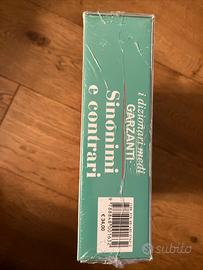 i dizionari medi
GARZANTI
Sinonimi
e contrari
€ 34,00
subito